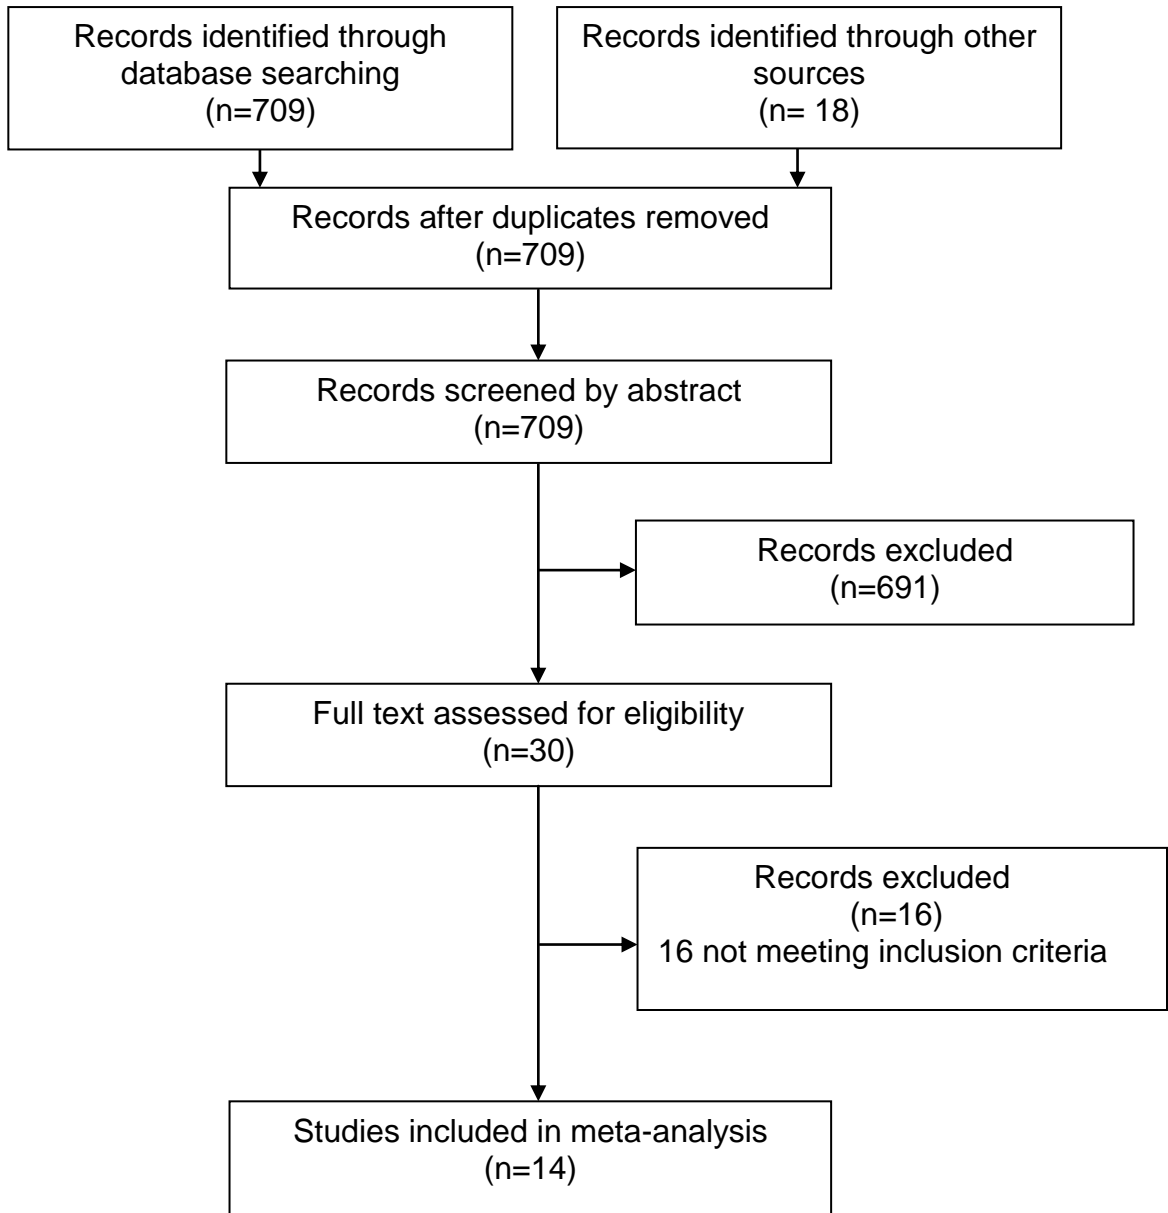 Records identified through
database searching
(n=709)
Records identified through other
sources
(n= 18)
Records after duplicates removed
(n=709)
Records screened by abstract
(n=709)
Records excluded
(n=691)
Full text assessed for eligibility
(n=30)
Records excluded
(n=16)
16 not meeting inclusion criteria
Studies included in meta-analysis
(n=14)